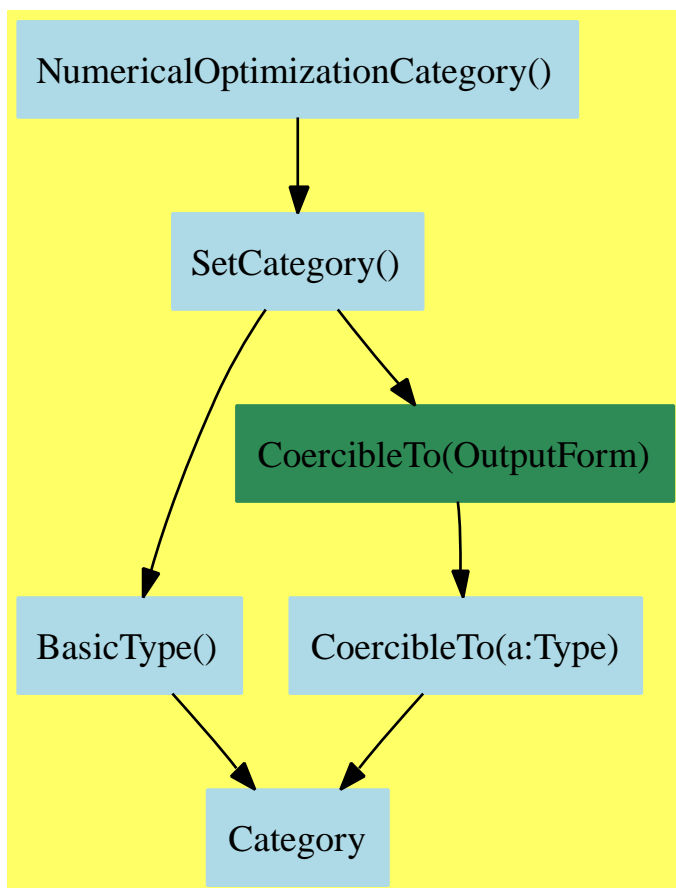 NumericalOptimizationCategory()
SetCategory()
CoercibleTo(OutputForm)
BasicType()
CoercibleTo(a:Type)
Category